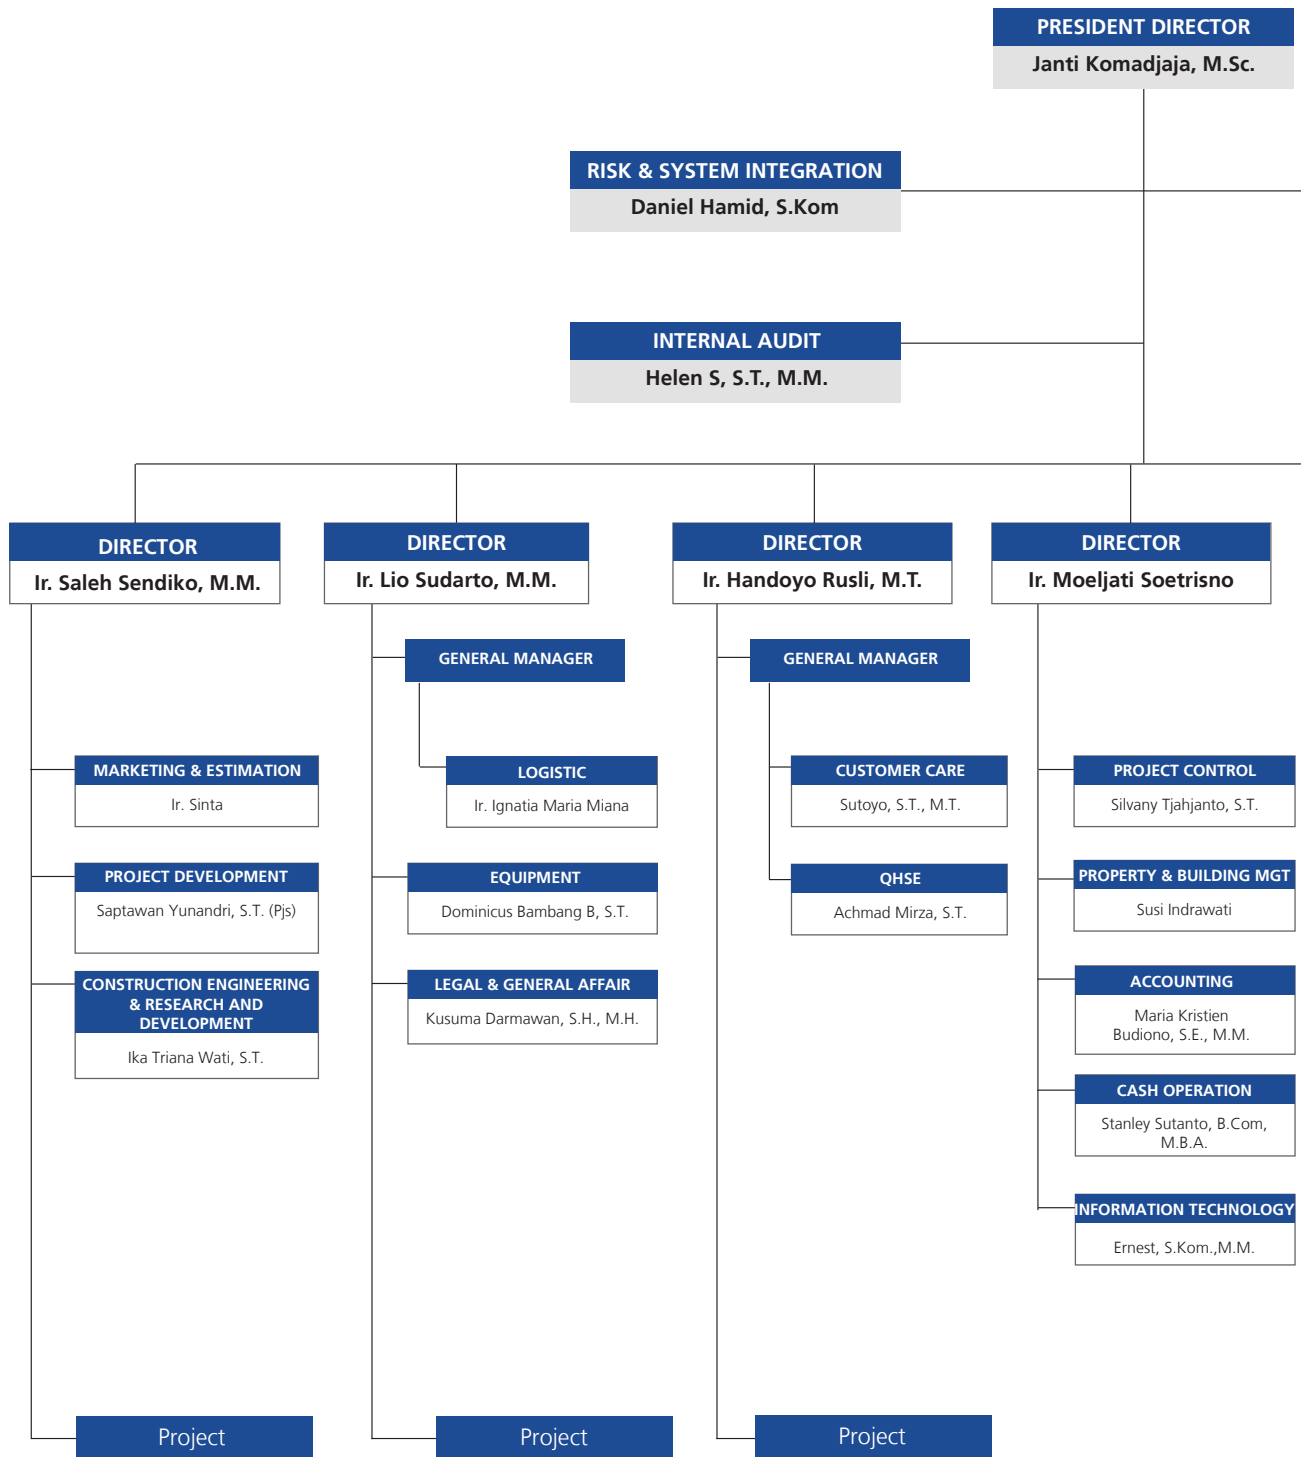 PRESIDENT DIRECTOR
Janti Komadjaja, M.Sc.
RISK & SYSTEM INTEGRATION
Daniel Hamid, S.Kom
INTERNAL AUDIT
Helen S, S.T., M.M.
DIRECTOR
Ir. Saleh Sendiko, M.M.
MARKETING & ESTIMATION
Ir. Sinta
PROJECT DEVELOPMENT
Saptawan Yunandri, S.T. (Pjs)
CONSTRUCTION ENGINEERING
& RESEARCH AND
DEVELOPMENT
Ika Triana Wati, S.T.
Project
DIRECTOR
Ir. Lio Sudarto, M.M.
GENERAL MANAGER
LOGISTIC
Ir. Ignatia Maria Miana
EQUIPMENT
Dominicus Bambang B, S.T.
LEGAL & GENERAL AFFAIR
Kusuma Darmawan, S.H., M.H.
Project
DIRECTOR
Ir. Handoyo Rusli, M.T.
GENERAL MANAGER
CUSTOMER CARE
Sutoyo, S.T., M.T.
QHSE
Achmad Mirza, S.T.
Project
DIRECTOR
Ir. Moeljati Soetrisno
PROJECT CONTROL
Silvany Tjahjanto, S.T.
PROPERTY & BUILDING MGT
Susi Indrawati
ACCOUNTING
Maria Kristien
Budiono, S.E., M.M.
CASH OPERATION
Stanley Sutanto, B.Com,
M.B.A.
INFORMATION TECHNOLOGY
Ernest, S.Kom.,M.M.